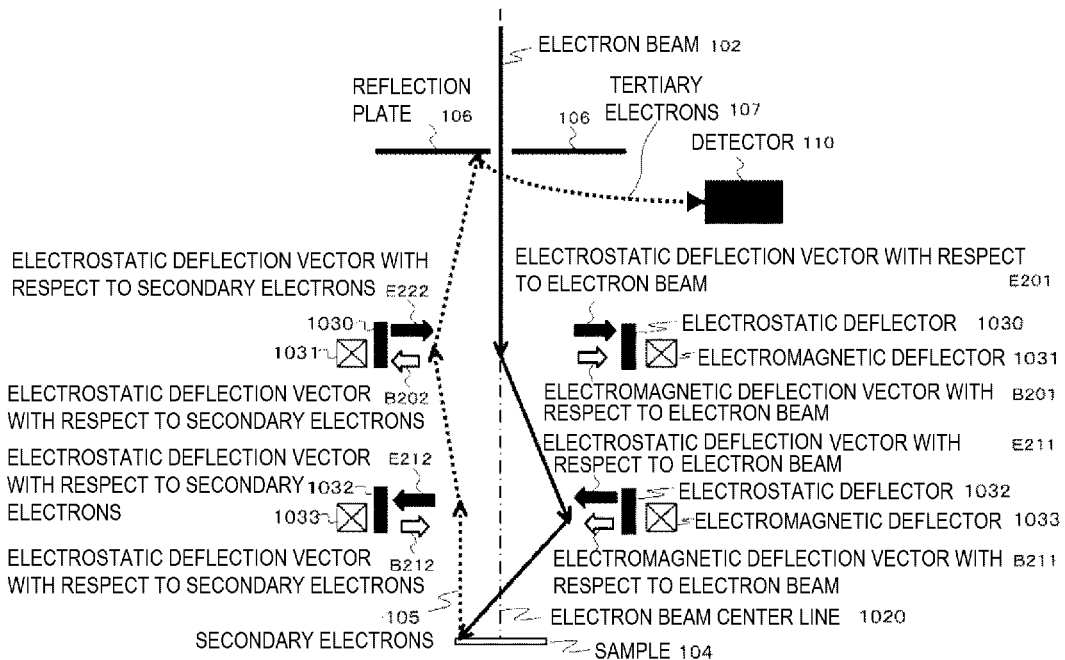 ELECTRON BEAM 102
REFLECTION
PLATE 106
106
TERTIARY
ELECTRONS 107
DETECTOR 110
ELECTROSTATIC DEFLECTION VECTOR WITH
RESPECT TO SECONDARY ELECTRONS E222
ELECTROSTATIC DEFLECTION VECTOR WITH RESPECT
TO ELECTRON BEAM E201
1030
1031
ELECTROSTATIC DEFLECTOR 1030
ELECTROMAGNETIC DEFLECTOR 1031
ELECTROSTATIC DEFLECTION VECTOR B202
WITH RESPECT TO SECONDARY ELECTRONS
ELECTROMAGNETIC DEFLECTION VECTOR WITH B201
RESPECT TO ELECTRON BEAM
ELECTROSTATIC DEFLECTION VECTOR WITH E211
RESPECT TO ELECTRON BEAM
ELECTROSTATIC DEFLECTION VECTOR E212
WITH RESPECT TO SECONDARY 1032
ELECTRONS 1033
ELECTROSTATIC DEFLECTOR 1032
ELECTROMAGNETIC DEFLECTOR 1033
ELECTROSTATIC DEFLECTION VECTOR B212
WITH RESPECT TO SECONDARY ELECTRONS
ELECTROMAGNETIC DEFLECTION VECTOR WITH B211
RESPECT TO ELECTRON BEAM
105
SECONDARY ELECTRONS
ELECTRON BEAM CENTER LINE 1020
SAMPLE 104